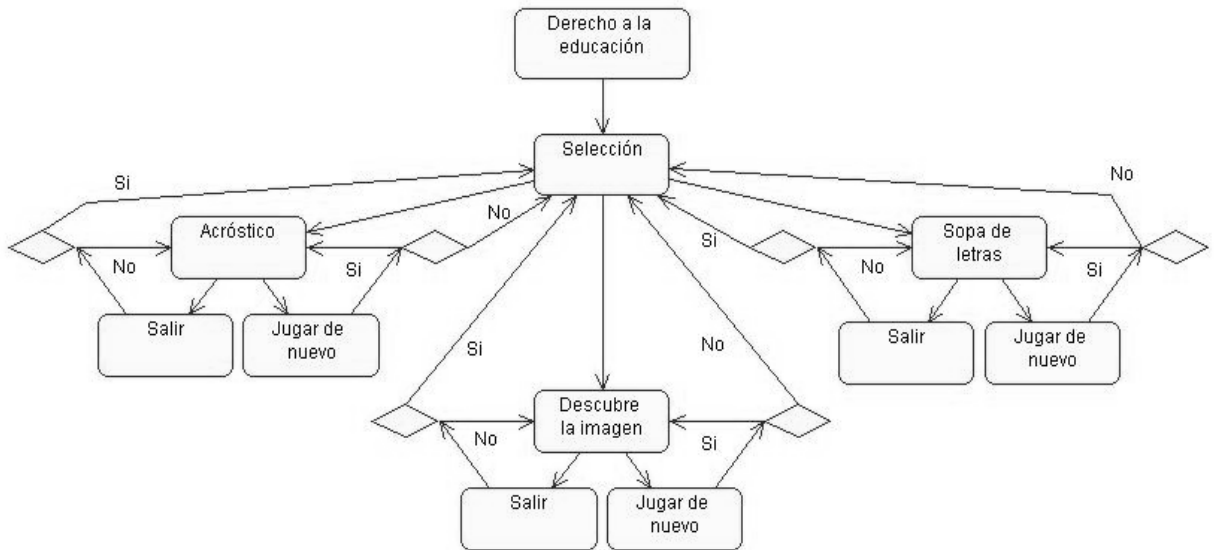 Derecho a la
educación
Selección
Si
No
No
Acróstico
Si
Sopa de
letras
No
Si
No
Si
Salir
Jugar de
nuevo
Salir
Jugar de
nuevo
Si
No
Descubre
la imagen
No
Si
Salir
Jugar de
nuevo